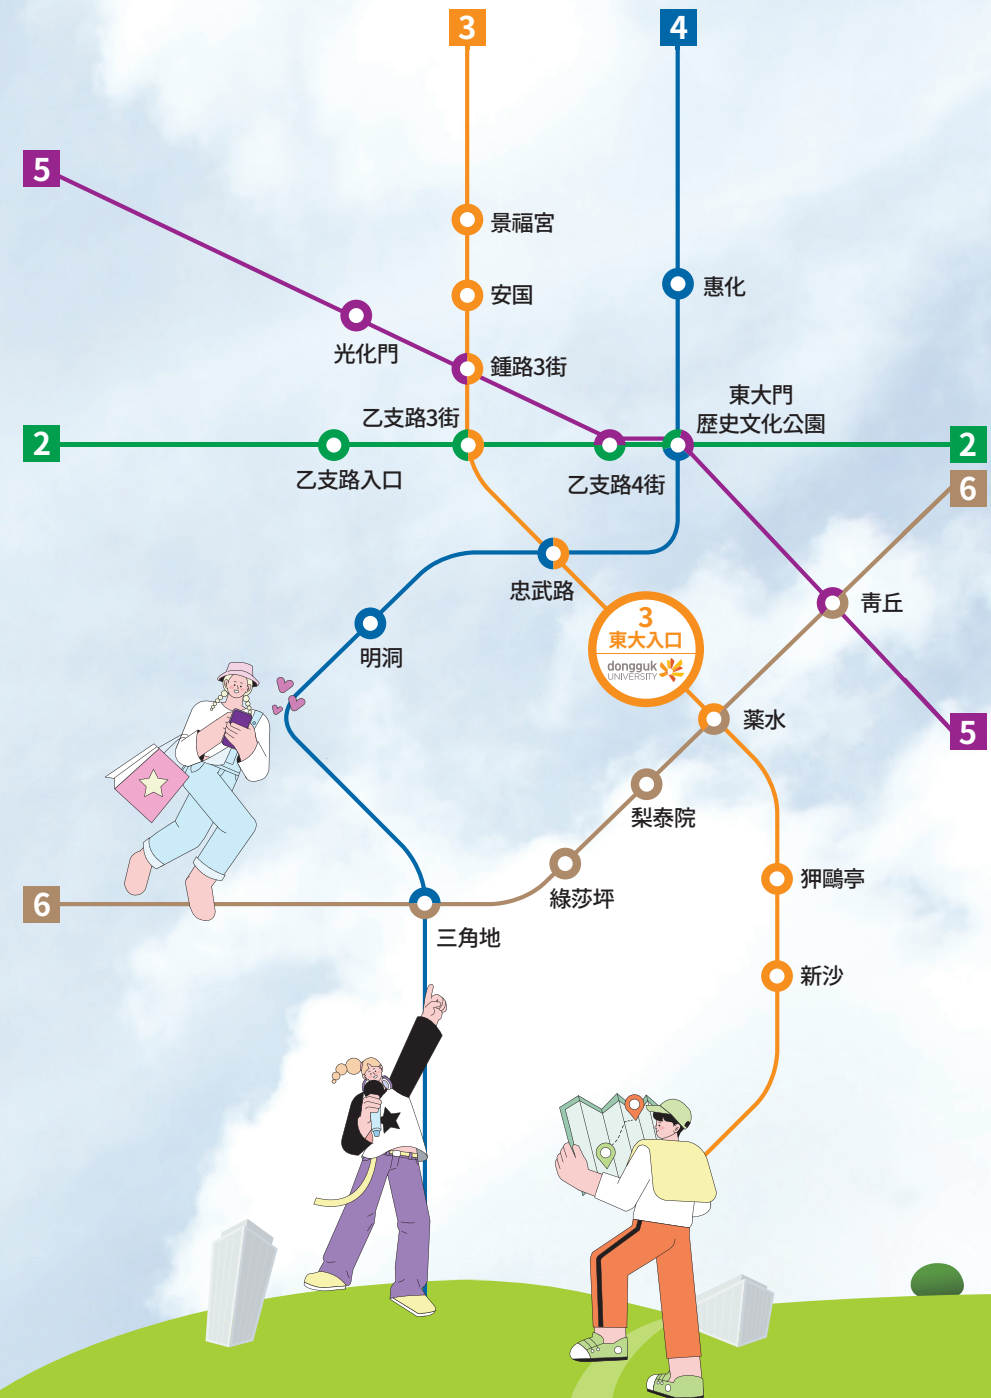 3
4
5
景福宮
安国
惠化
光化門
鍾路3街
東大門
歴史文化公園
乙支路3街
2
2
乙支路入口
乙支路4街
6
忠武路
靑丘
3
東大入口
dongguk
UNIVERSITY
明洞
薬水
5
梨泰院
狎鷗亭
綠莎坪
6
三角地
新沙